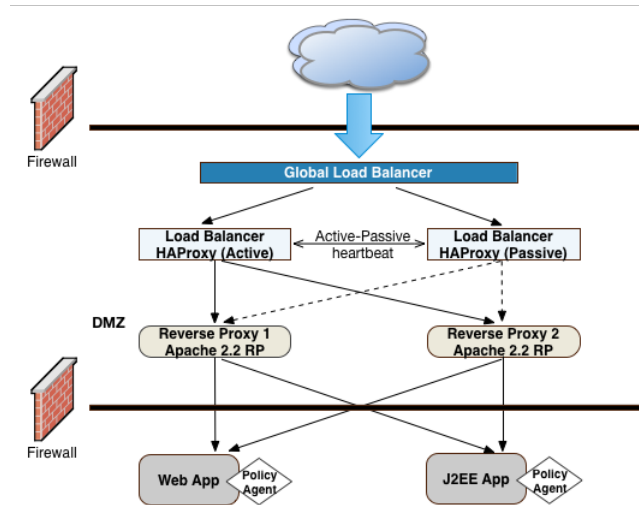 Firewall
Global Load Balancer
Load Balancer
HAProxy (Active)
Active-Passive
heartbeat
Load Balancer
HAProxy (Passive)
DMZ
Reverse Proxy 1
Apache 2.2 RP
Reverse Proxy 2
Apache 2.2 RP
Firewall
Web App
Policy
Agent
J2EE App
Policy
Agent